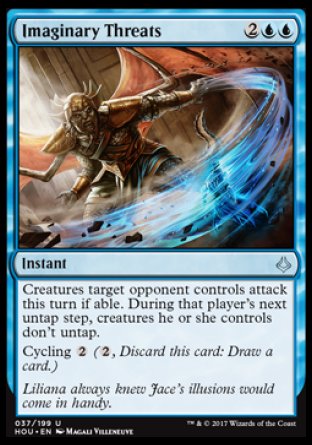 Imaginary Threats 2
Instant
Creatures target opponent controls attack
this turn if able. During that player's next
untap step, creatures he or she controls
don't untap.
Cycling 2 (2, Discard this card: Draw a
card.)
Liliana always knew Jace's illusions would
come in handy.
037/199 U
HOU • EN Magali Villeneuve
™ & © 2017 Wizards of the Coast